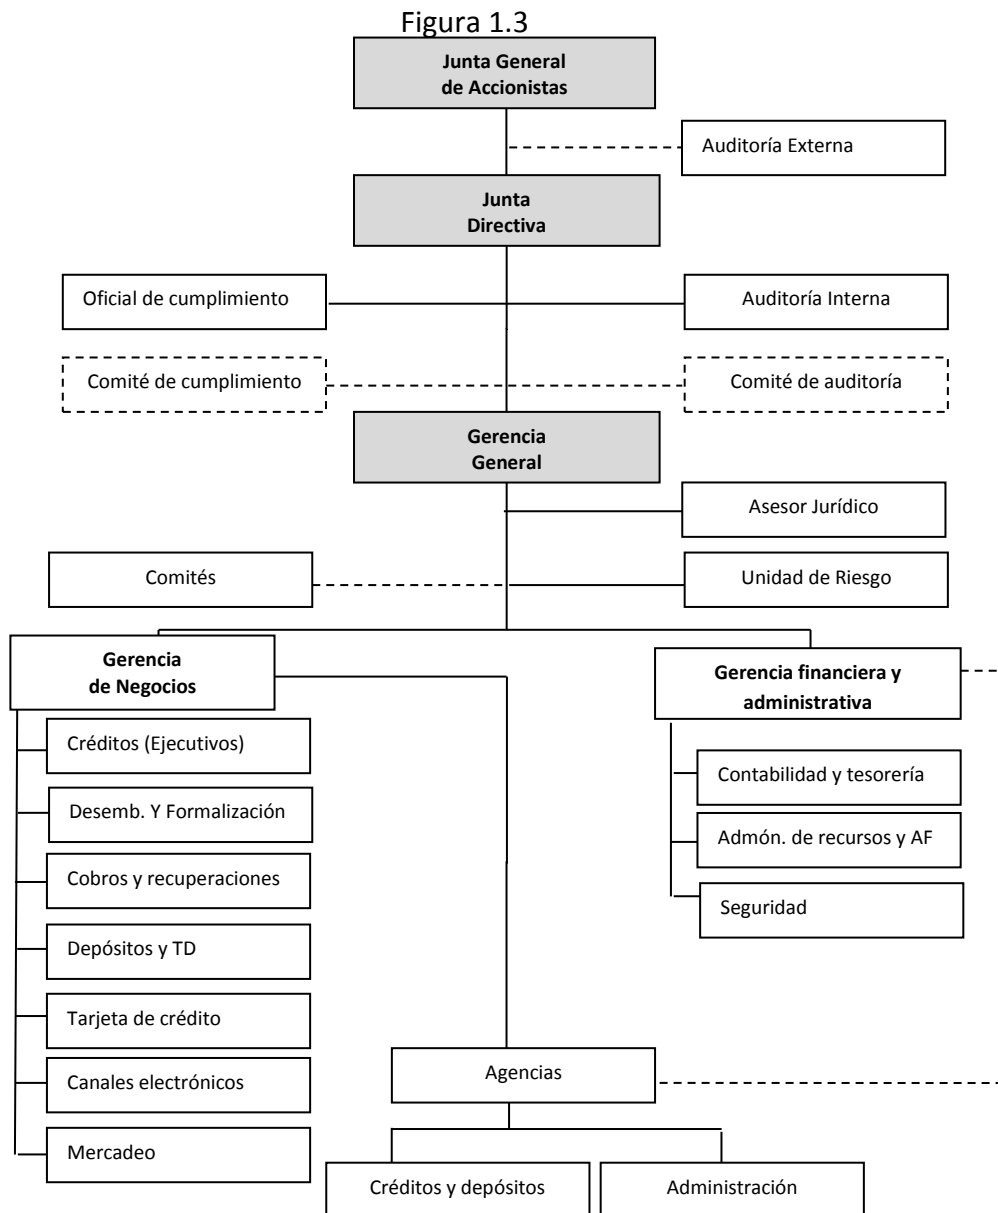 Figura 1.3
Junta General
de Accionistas
Auditoría Externa
Junta
Directiva
Oficial de cumplimiento
Auditoría Interna
Comité de cumplimiento
Comité de auditoría
Gerencia
General
Asesor Jurídico
Comités
Unidad de Riesgo
Gerencia
de Negocios
Gerencia financiera y
administrativa
Créditos (Ejecutivos)
Desemb. Y Formalización
Cobros y recuperaciones
Depósitos y TD
Tarjeta de crédito
Canales electrónicos
Mercadeo
Contabilidad y tesorería
Admón. de recursos y AF
Seguridad
Agencias
Créditos y depósitos
Administración